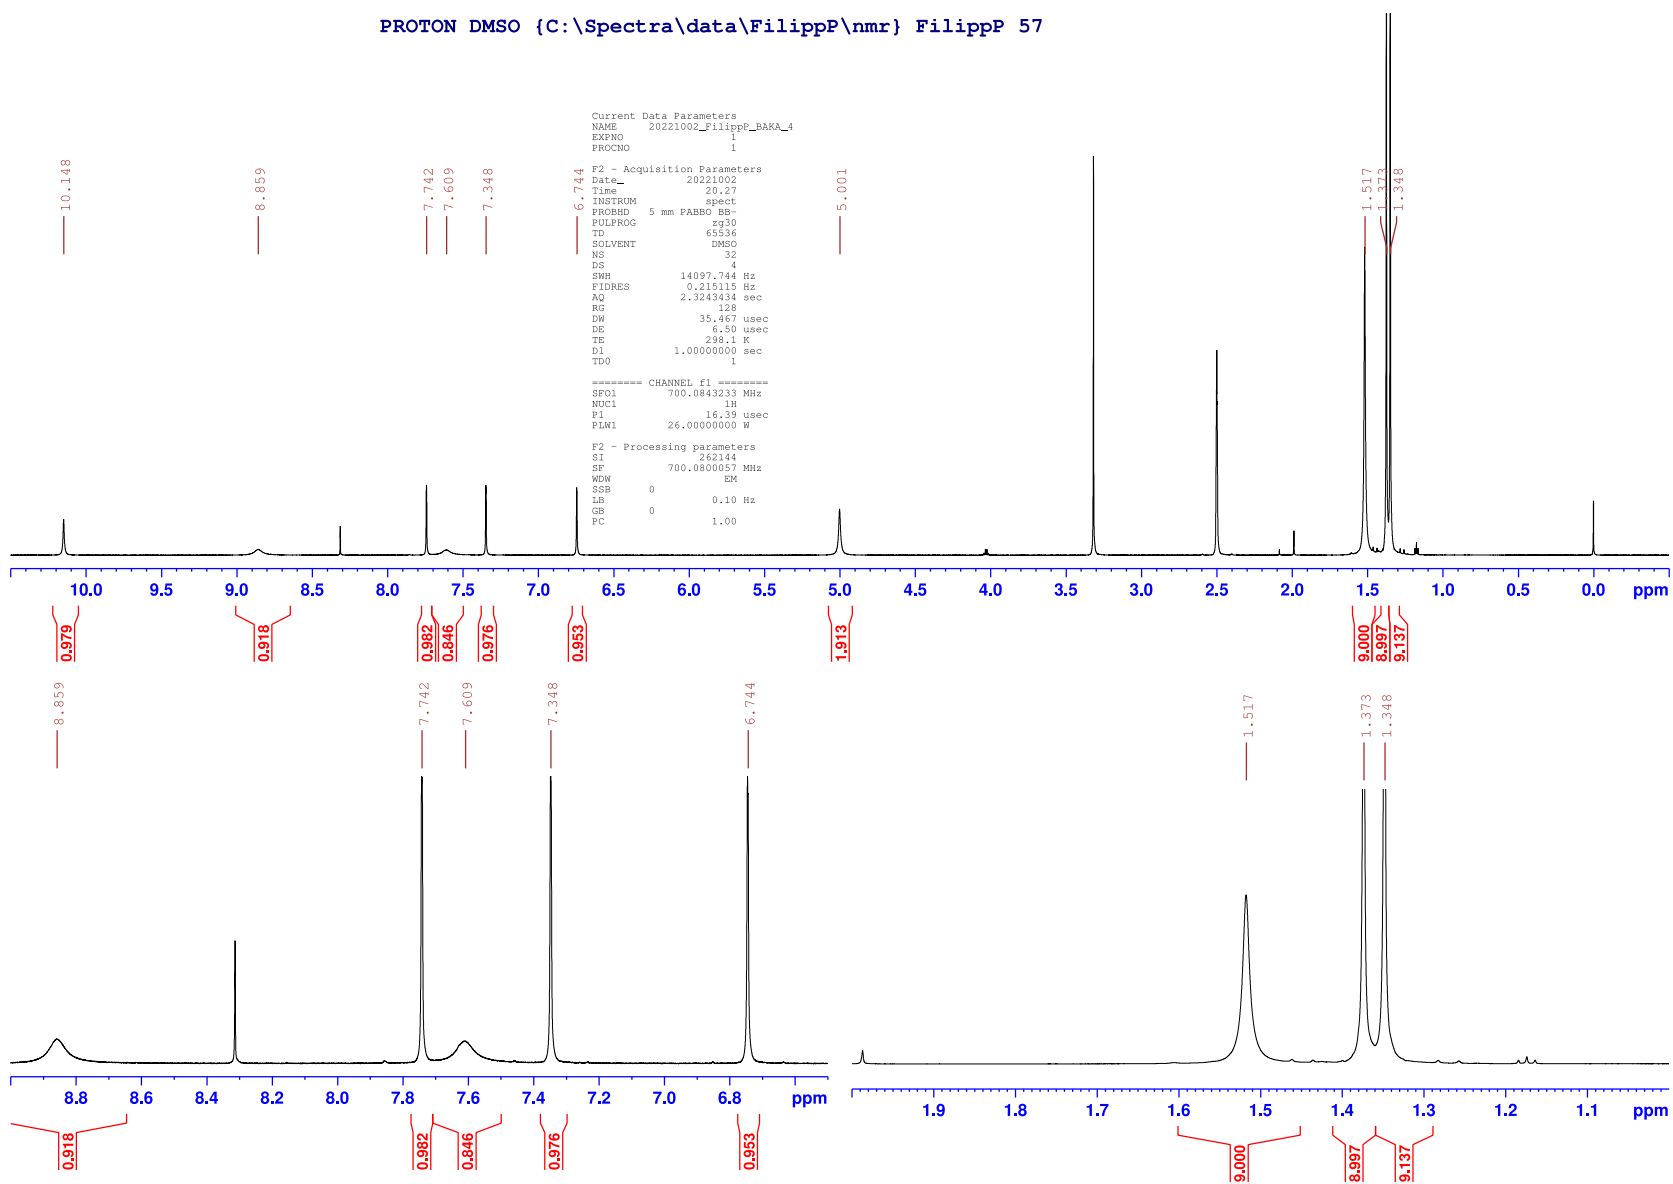 PROTON DMSO {C:\Spectra\data\FilippP\nmr} FilippP 57
Current Data Parameters
NAME 20221002_FilippP_BAKA_4
EXPNO 1
PROCNO 1
F2 - Acquisition Parameters
Date_ 20221002
Time 20.27
INSTRUM spect
PROBHD 5 mm PABBO BB-
PULPROG zg30
TD 65536
SOLVENT DMSO
NS 32
DS 4
SWH 14097.744 Hz
FIDRES 0.215115 Hz
AQ 2.3243434 sec
RG 128
DW 35.467 usec
DE 6.50 usec
TE 298.1 K
D1 1.00000000 sec
TD0 1
======== CHANNEL f1 ========
SFO1 700.0843233 MHz
NUC1 1H
P1 16.39 usec
PLW1 26.00000000 W
F2 - Processing parameters
SI 262144
SF 700.0800057 MHz
WDW EM
SSB 0
LB 0.10 Hz
GB 0
PC 1.00
10.148 8.859 7.742 7.609 7.348 6.744 5.001 1.517 1.373 1.348
10.0 9.5 9.0 8.5 8.0 7.5 7.0 6.5 6.0 5.5 5.0 4.5 4.0 3.5 3.0 2.5 2.0 1.5 1.0 0.5 0.0 ppm
0.979 0.918 0.982 0.846 0.976 0.953 1.913 9.000 8.997 9.137
8.859 7.742 7.609 7.348 6.744
8.8 8.6 8.4 8.2 8.0 7.8 7.6 7.4 7.2 7.0 6.8 ppm
0.918 0.982 0.846 0.976 0.953
1.517 1.373 1.348
1.9 1.8 1.7 1.6 1.5 1.4 1.3 1.2 1.1 ppm
9.000 8.997 9.137